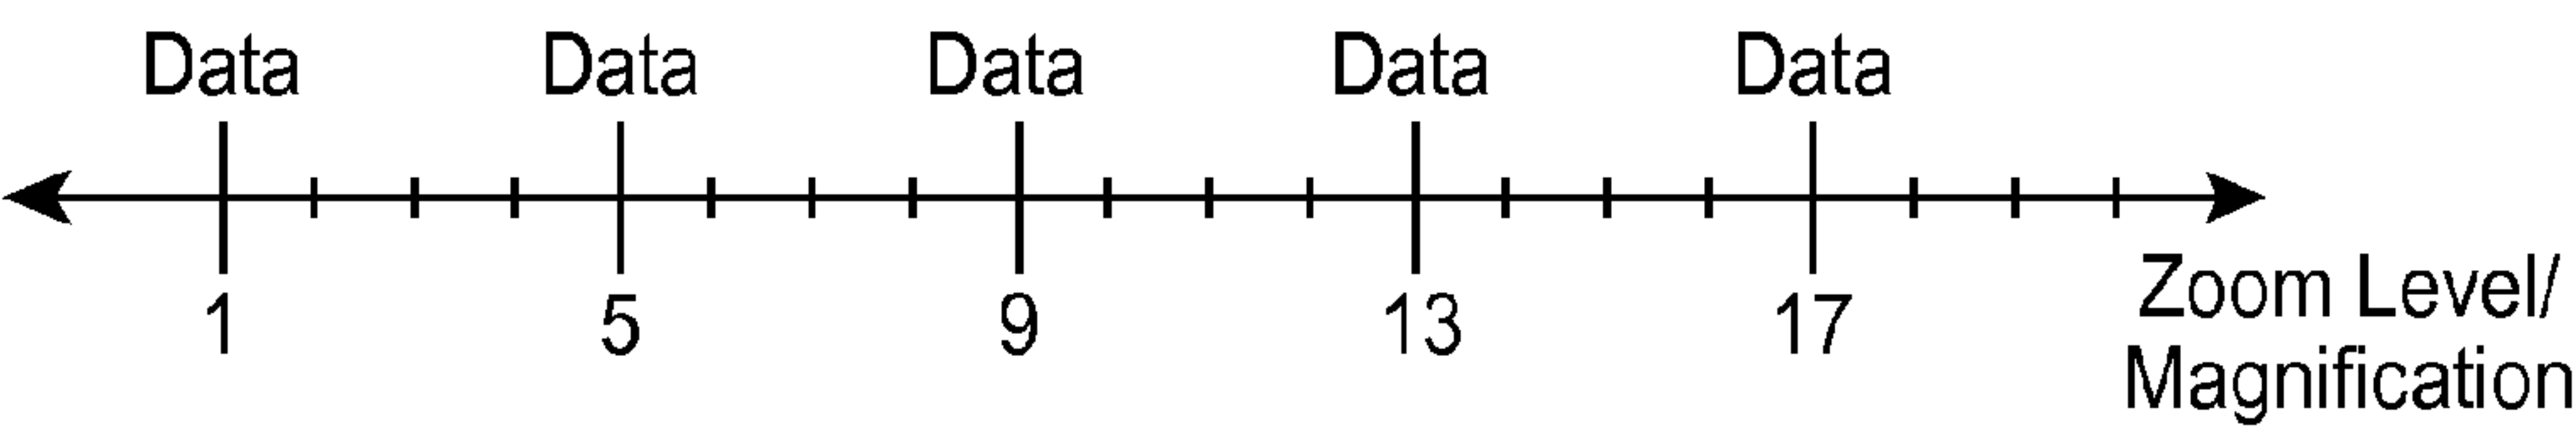 Data Data Data Data Data
1 5 9 13 17
Zoom Level/
Magnification